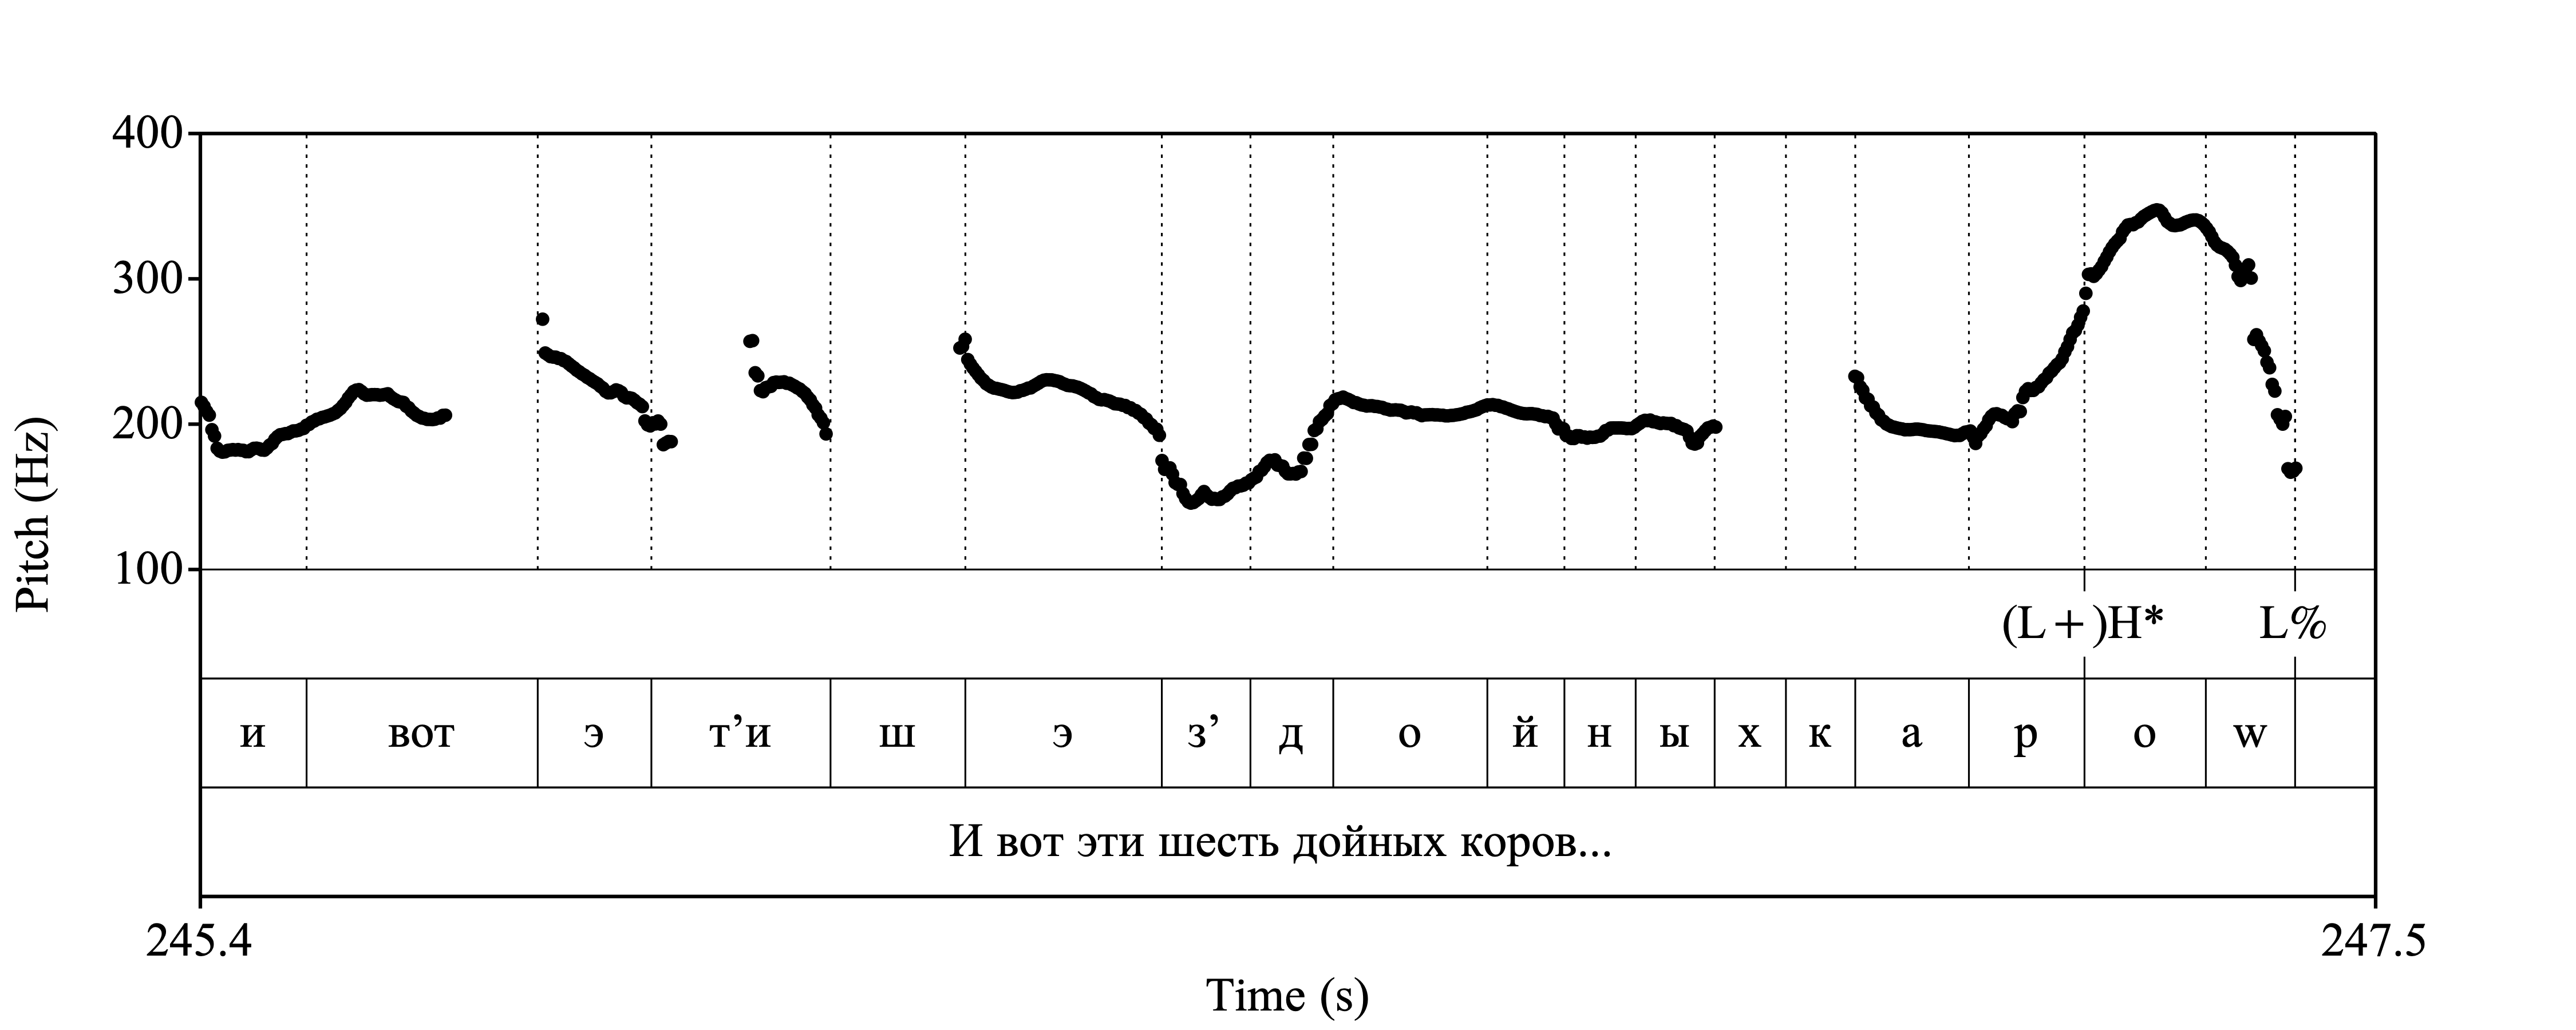 400
300
200
100
Pitch (Hz)
(L+)H* L%
и вот э т’и ш э з’ д о й н ы х к а р о w
И вот эти шесть дойных коров...
245.4 247.5
Time (s)